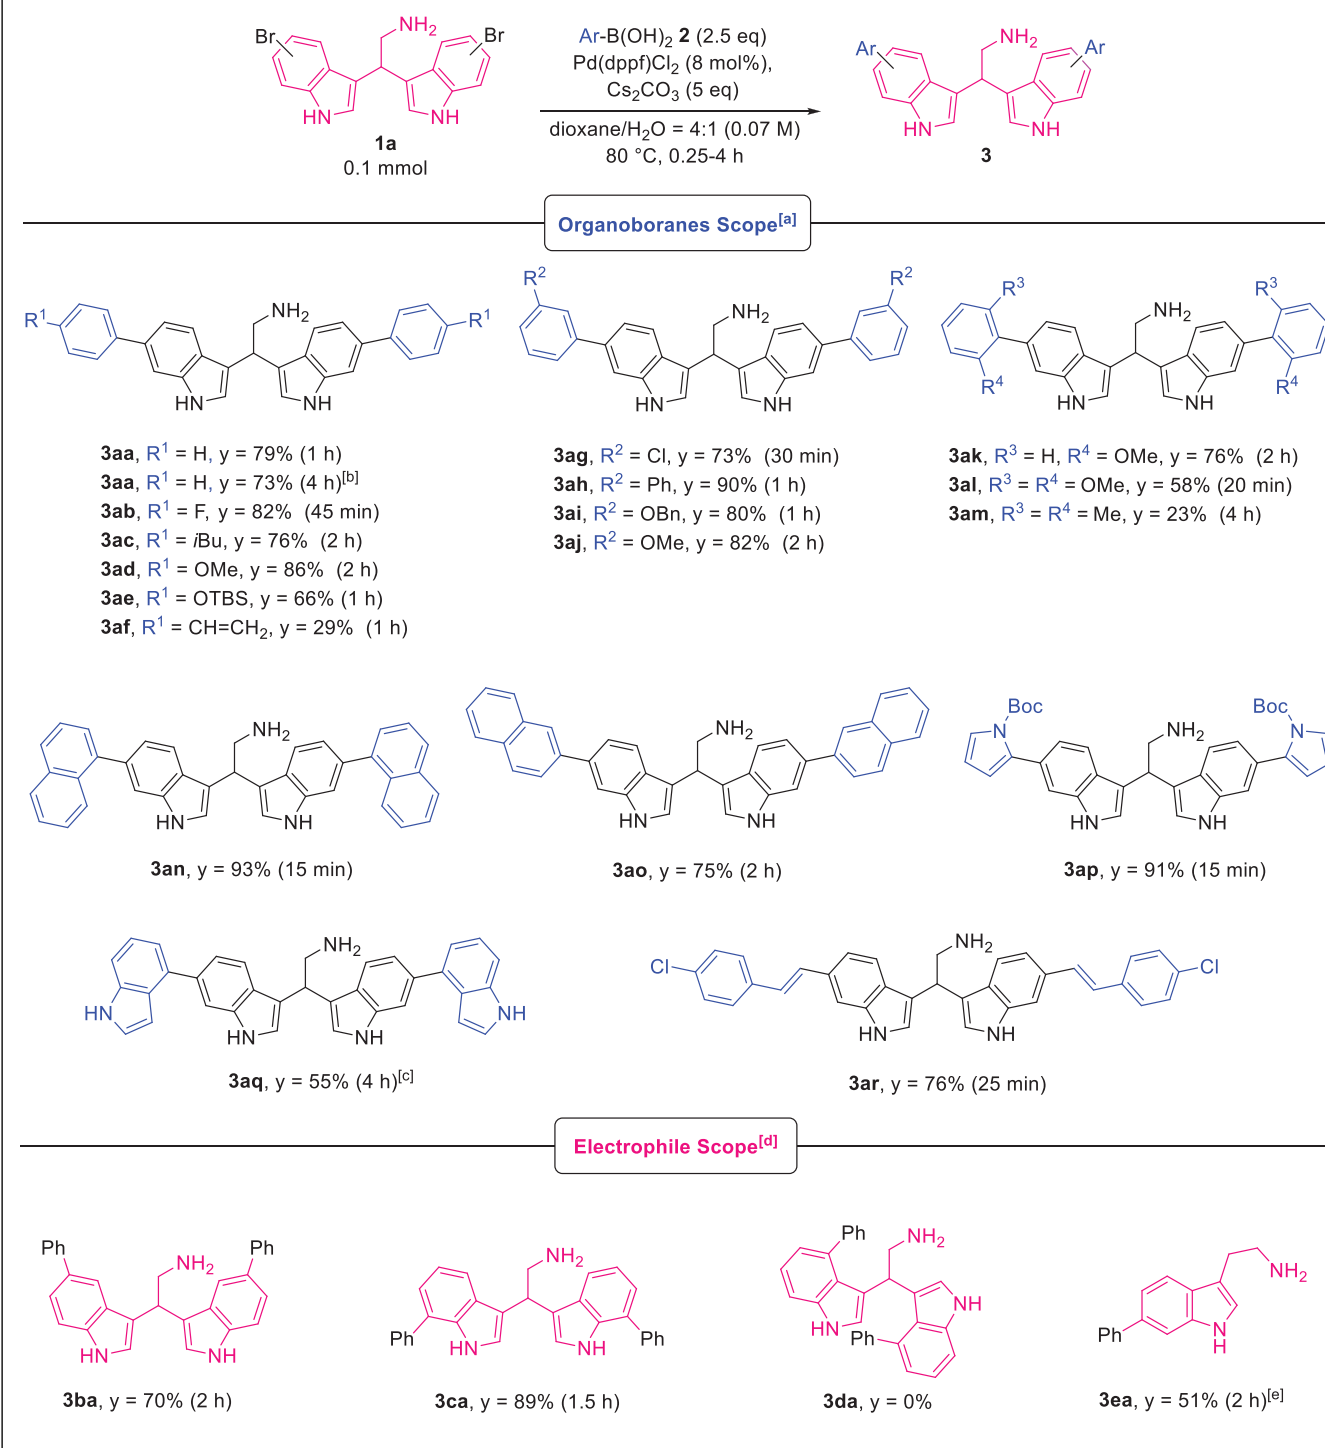 Br
NH2
Br
HN
NH
1a
0.1 mmol
Ar-B(OH)2 2 (2.5 eq)
Pd(dppf)Cl2 (8 mol%),
Cs2CO3 (5 eq)
dioxane/H2O = 4:1 (0.07 M)
80 °C, 0.25-4 h
Ar
NH2
Ar
HN
NH
3
Organoboranes Scope[a]
R1
NH2
R1
HN
NH
3aa, R1 = H, y = 79% (1 h)
3aa, R1 = H, y = 73% (4 h)[b]
3ab, R1 = F, y = 82% (45 min)
3ac, R1 = iBu, y = 76% (2 h)
3ad, R1 = OMe, y = 86% (2 h)
3ae, R1 = OTBS, y = 66% (1 h)
3af, R1 = CH=CH2, y = 29% (1 h)
R2
NH2
R2
HN
NH
3ag, R2 = Cl, y = 73% (30 min)
3ah, R2 = Ph, y = 90% (1 h)
3ai, R2 = OBn, y = 80% (1 h)
3aj, R2 = OMe, y = 82% (2 h)
R3
NH2
R3
R4
R4
HN
NH
3ak, R3 = H, R4 = OMe, y = 76% (2 h)
3al, R3 = R4 = OMe, y = 58% (20 min)
3am, R3 = R4 = Me, y = 23% (4 h)
NH2
HN
NH
3an, y = 93% (15 min)
NH2
HN
NH
3ao, y = 75% (2 h)
Boc
N
NH2
Boc
N
HN
NH
3ap, y = 91% (15 min)
NH2
HN
NH
HN
NH
3aq, y = 55% (4 h)[c]
Cl
NH2
Cl
HN
NH
3ar, y = 76% (25 min)
Electrophile Scope[d]
Ph
Ph
NH2
HN
NH
3ba, y = 70% (2 h)
NH2
Ph
HN
NH
Ph
3ca, y = 89% (1.5 h)
Ph
NH2
NH
HN
Ph
3da, y = 0%
NH2
Ph
N
H
3ea, y = 51% (2 h)[e]